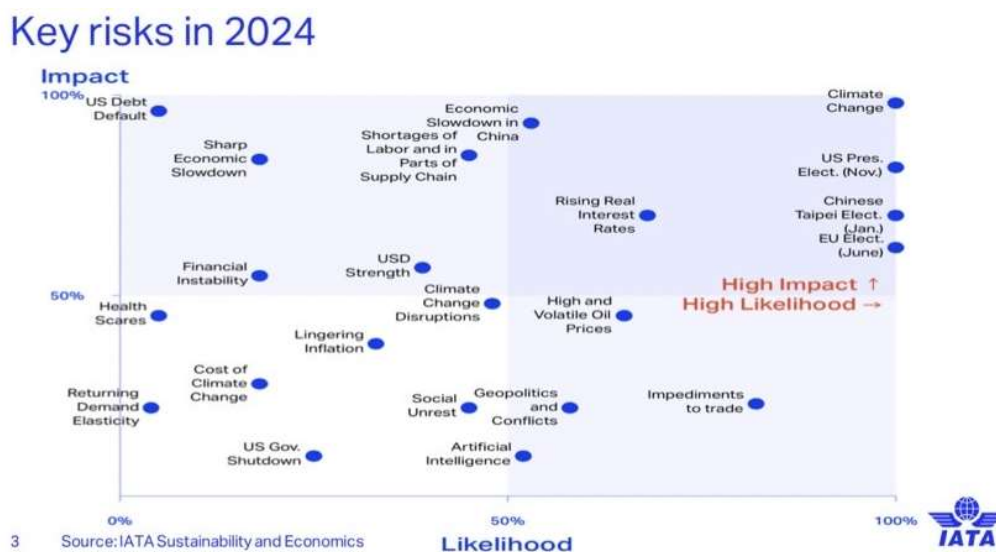 Key risks in 2024
Impact
100%
US Debt
Default
Economic
Slowdown in
China
Climate
Change
Sharp
Economic
Slowdown
Shortages of
Labor and in
Parts of
Supply Chain
US Pres.
Elect. (Nov.)
Rising Real
Interest
Rates
Chinese
Taipei Elect.
(Jan.)
EU Elect.
(June)
Financial
Instability
USD
Strength
High Impact ↑
High Likelihood →
50%
Health
Scares
Climate
Change
Disruptions
High and
Volatile Oil
Prices
Lingering
Inflation
Cost of
Climate
Change
Returning
Demand
Elasticity
Social
Unrest
Geopolitics
and
Conflicts
Impediments
to trade
US Gov.
Shutdown
Artificial
Intelligence
0%
50%
100%
Likelihood
3
Source: IATA Sustainability and Economics
IATA